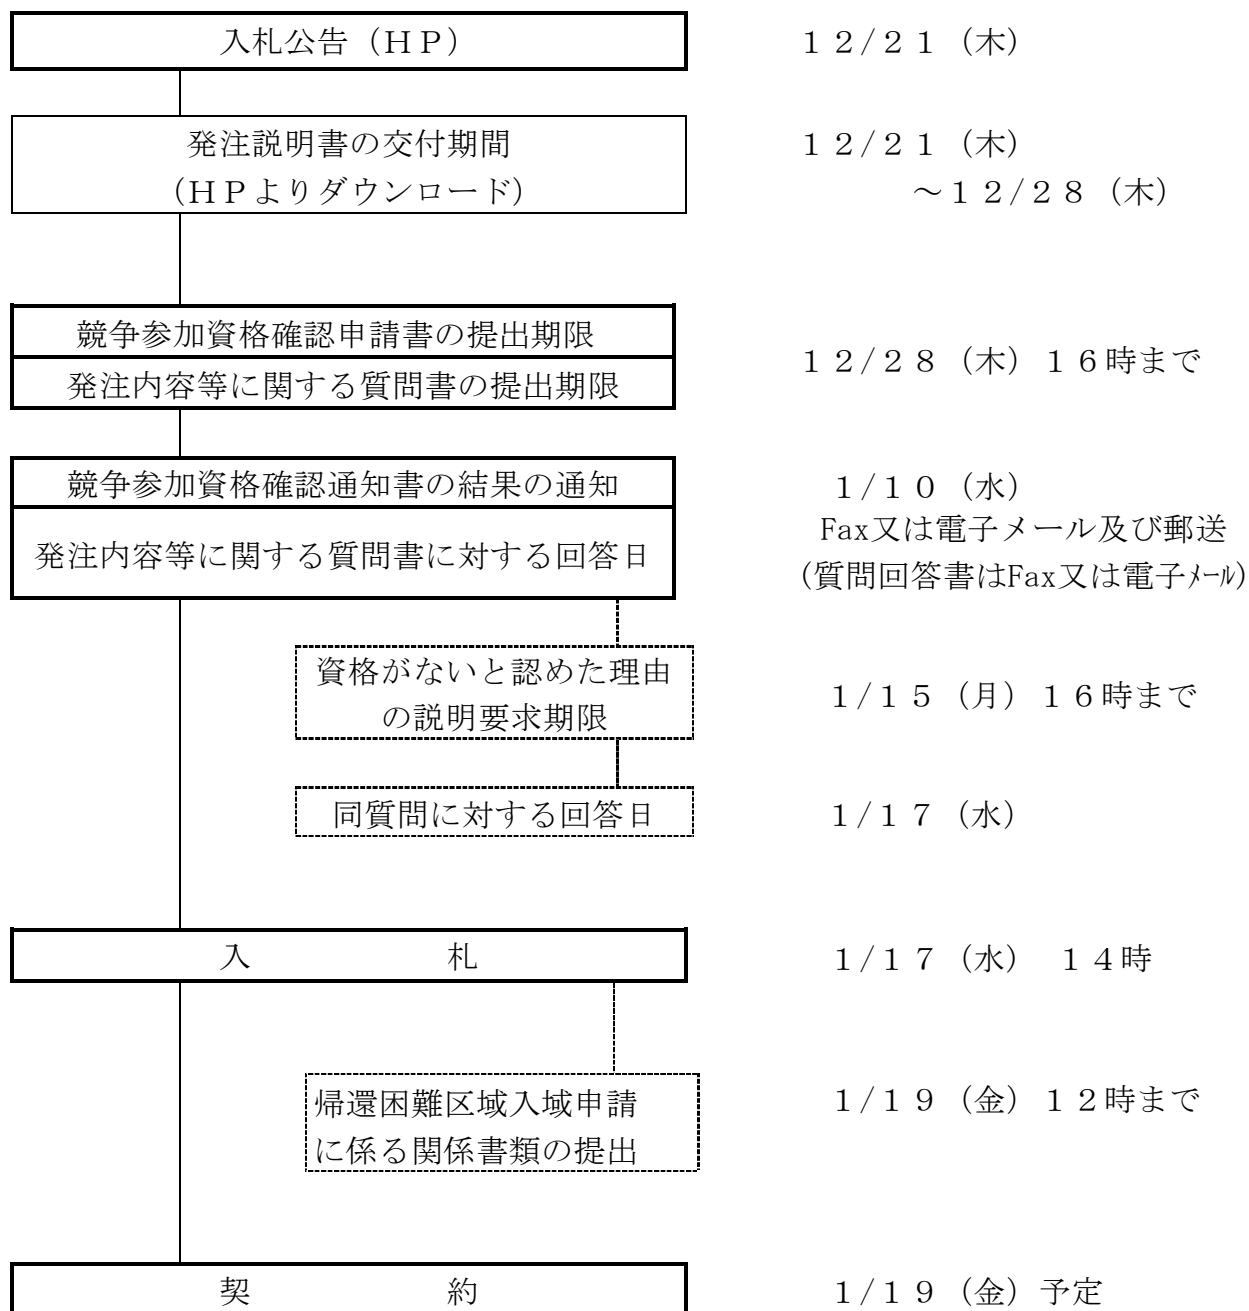 入札公告（ＨＰ）
１２/２１（木）
発注説明書の交付期間
（ＨＰよりダウンロード）
１２/２１（木）
～１２/２８（木）
競争参加資格確認申請書の提出期限
発注内容等に関する質問書の提出期限
１２/２８（木）１６時まで
競争参加資格確認通知書の結果の通知
発注内容等に関する質問書に対する回答日
１/１０（水）
Fax又は電子メール及び郵送
(質問回答書はFax又は電子ﾒｰﾙ)
資格がないと認めた理由
の説明要求期限
１/１５（月）１６時まで
同質問に対する回答日
１/１７（水）
入　　　　　　札
１/１７（水）　１４時
帰還困難区域入域申請
に係る関係書類の提出
１/１９（金）１２時まで
契　　　　　　約
１/１９（金）予定